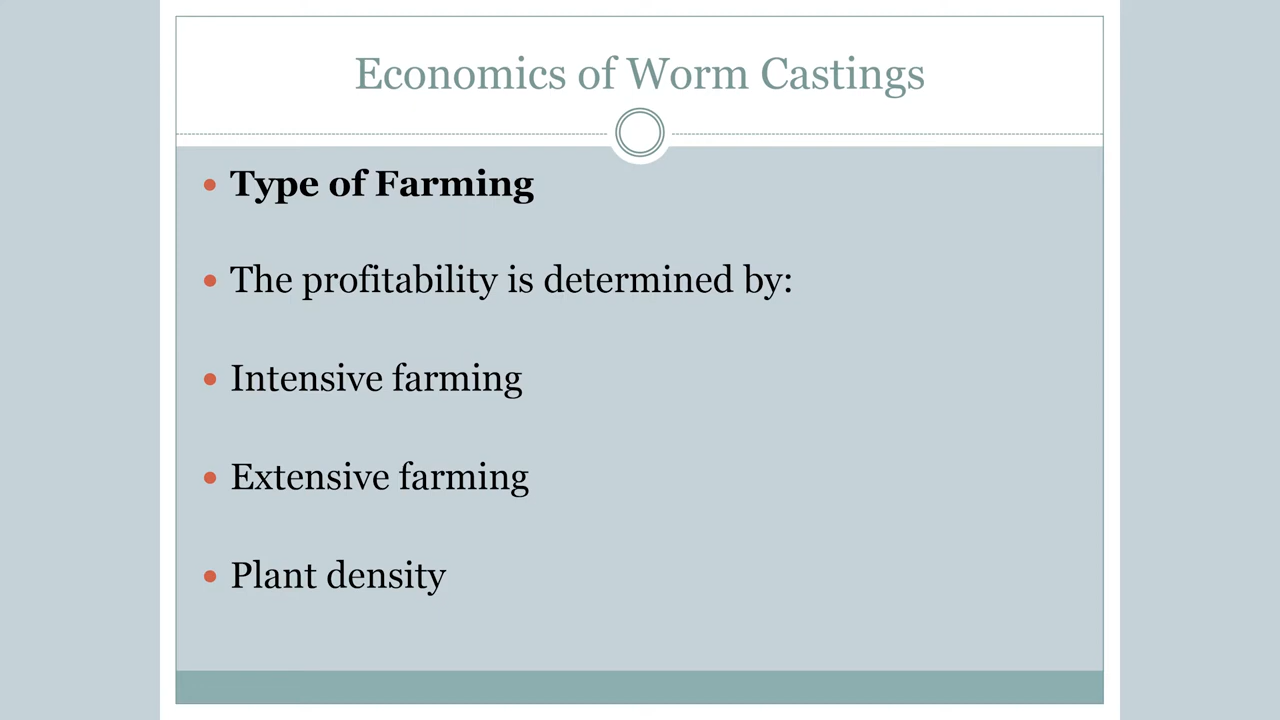 Economics of Worm Castings
• Type of Farming
• The profitability is determined by:
• Intensive farming
• Extensive farming
• Plant density